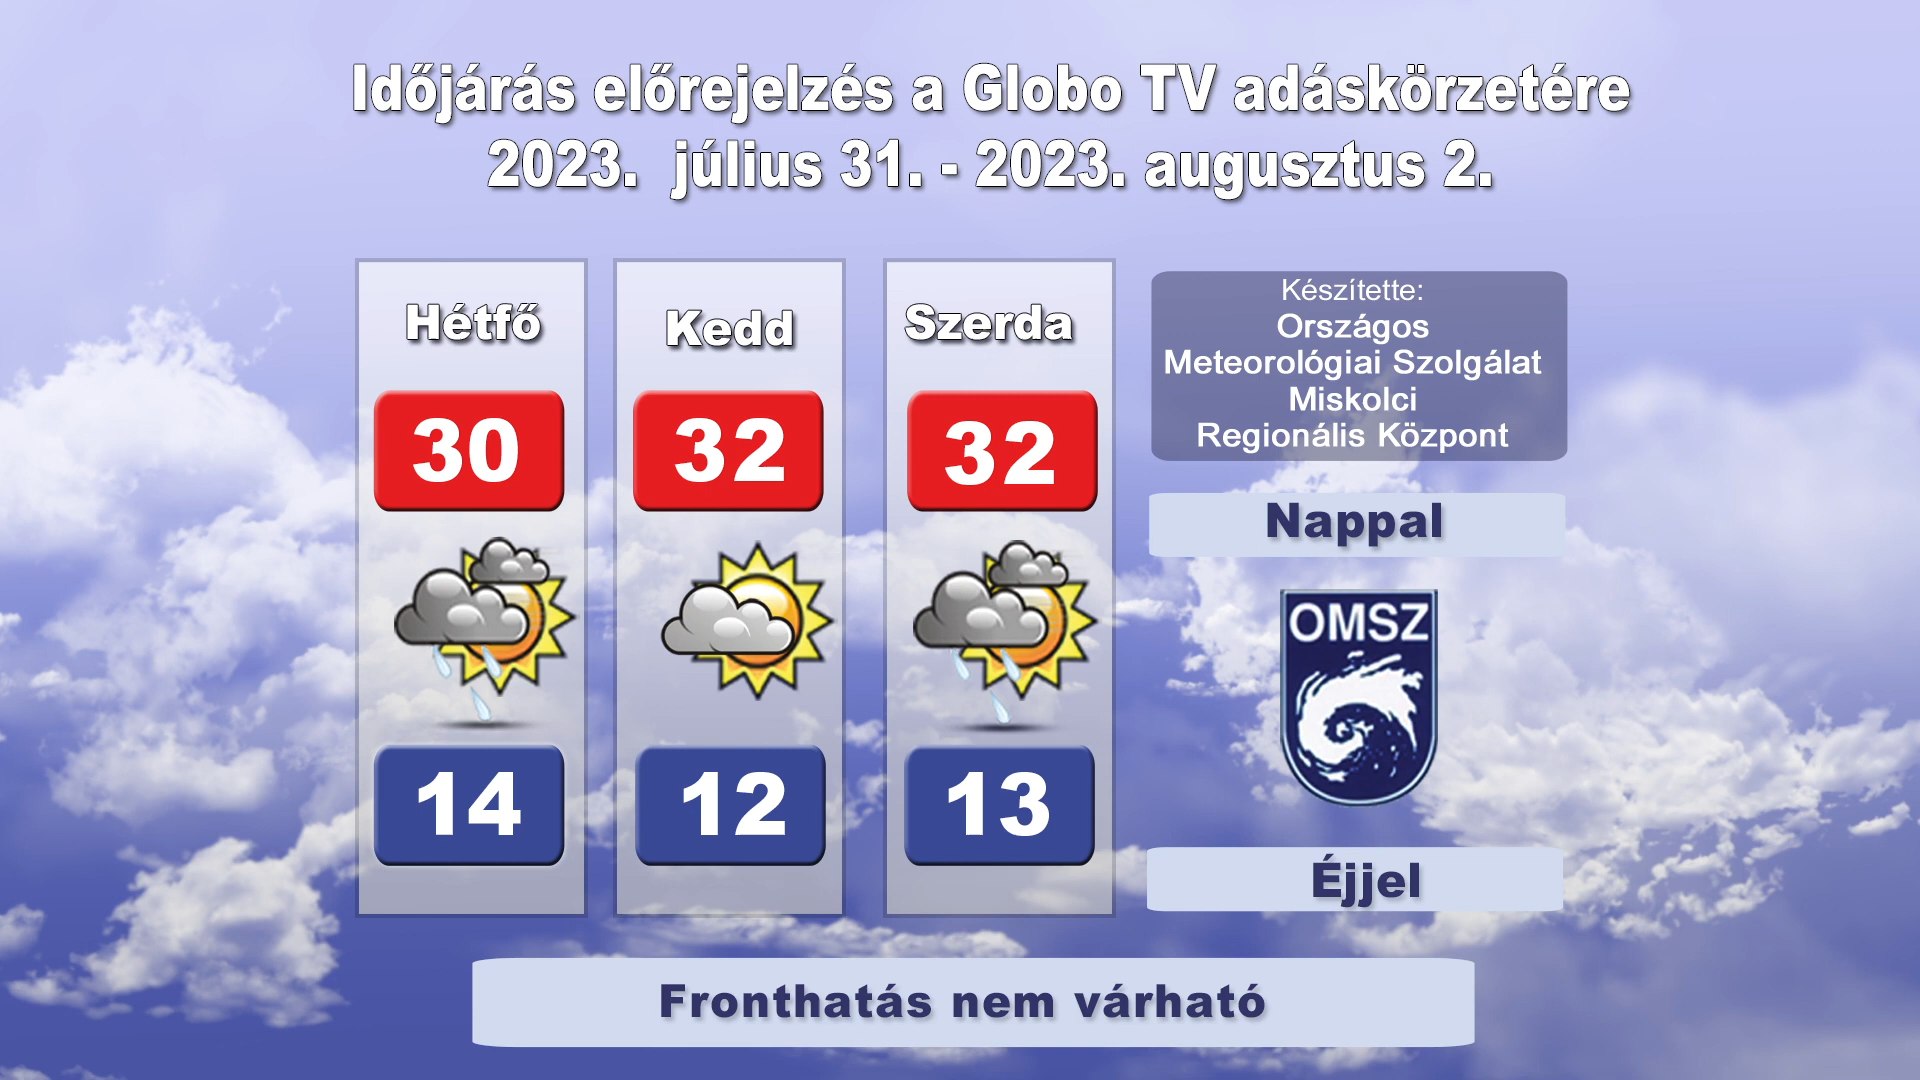 Időjárás előrejelzés a Globo TV adáskörzetére
2023. július 31. - 2023. augusztus 2.
Hétfő
Kedd
Szerda
30
32
32
14
12
13
Készítette:
Országos
Meteorológiai Szolgálat
Miskolci
Regionális Központ
Nappal
OMSZ
Éjjel
Fronthatás nem várható